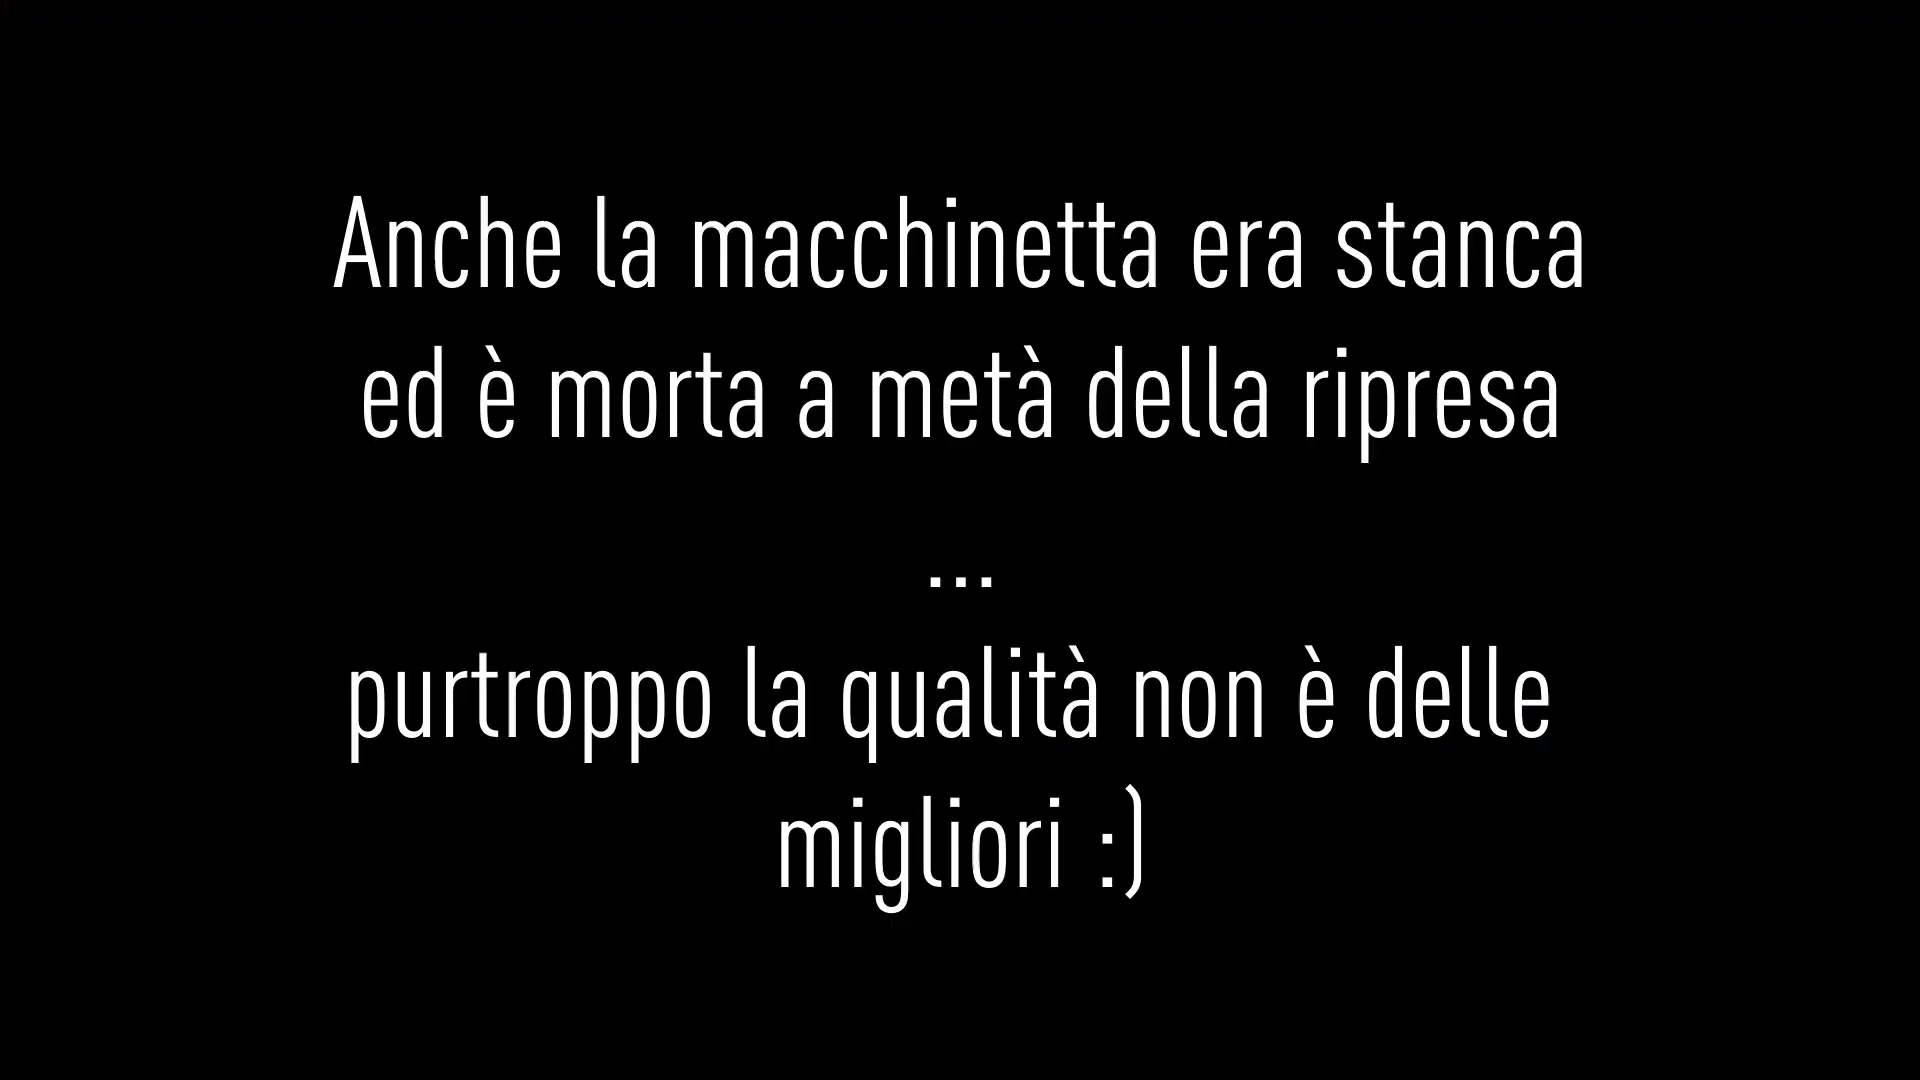 Anche la macchinetta era stanca
ed è morta a metà della ripresa
...
purtroppo la qualità non è delle
migliori :)